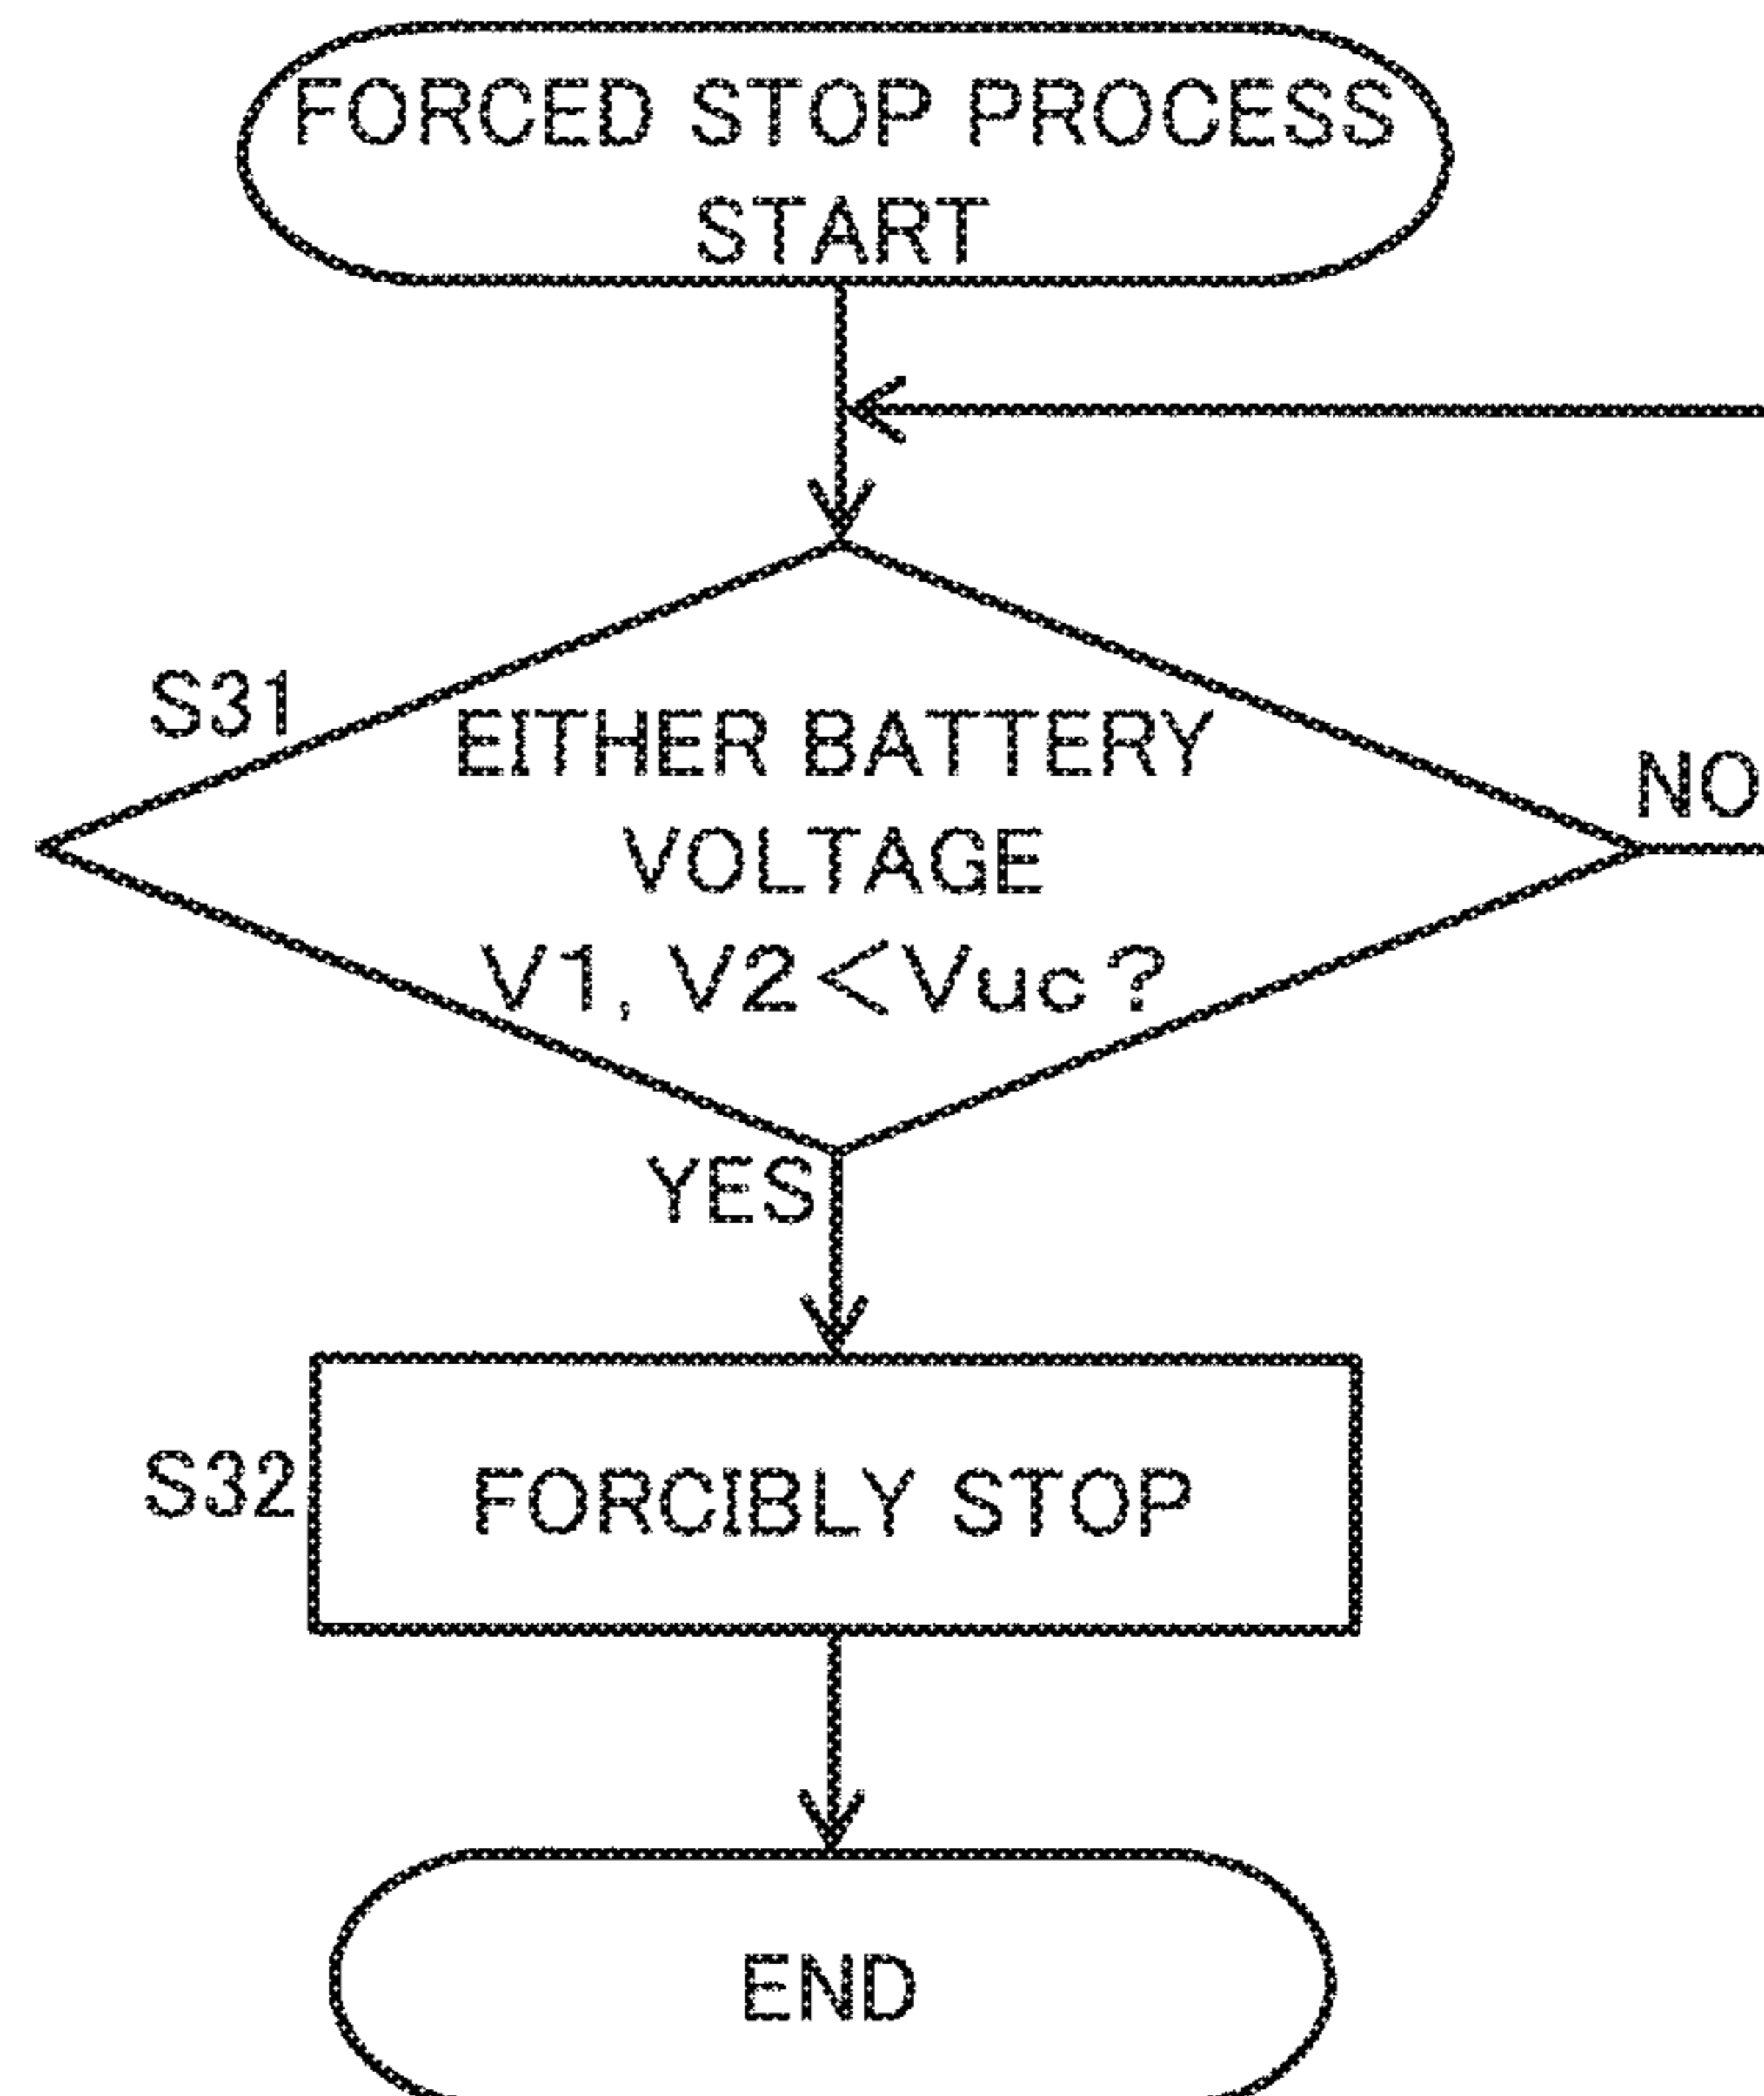 FORCED STOP PROCESS
START
S31
EITHER BATTERY
VOLTAGE
V1, V2<Vuc?
NO
YES
S32
FORCIBLY STOP
END